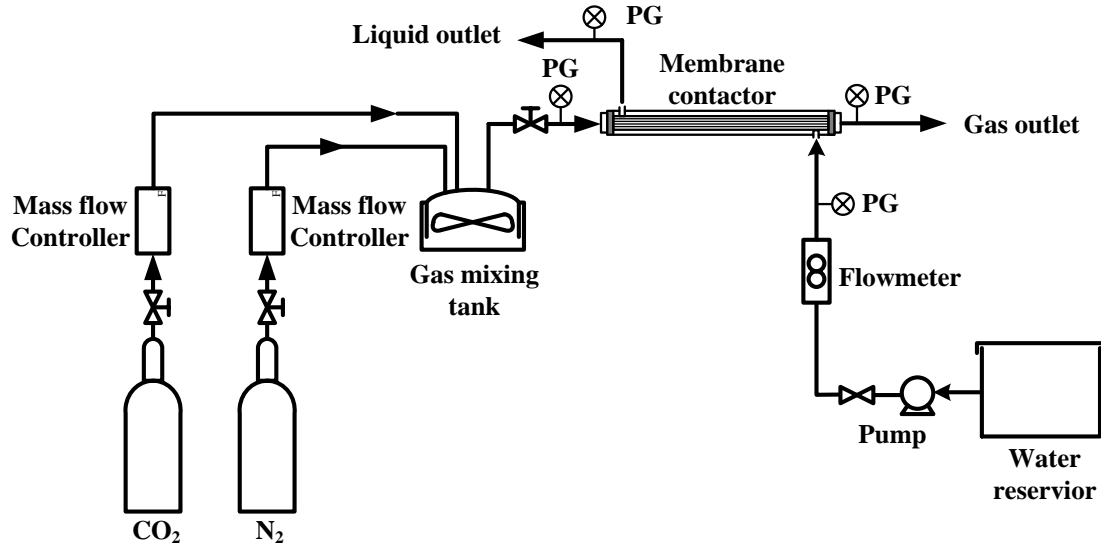 PG
Liquid outlet
PG
Membrane
contactor
PG
Gas outlet
Mass flow
Controller
F
Mass flow
Controller
F
PG
Gas mixing
tank
Flowmeter
Pump
Water
reservior
CO₂
N₂